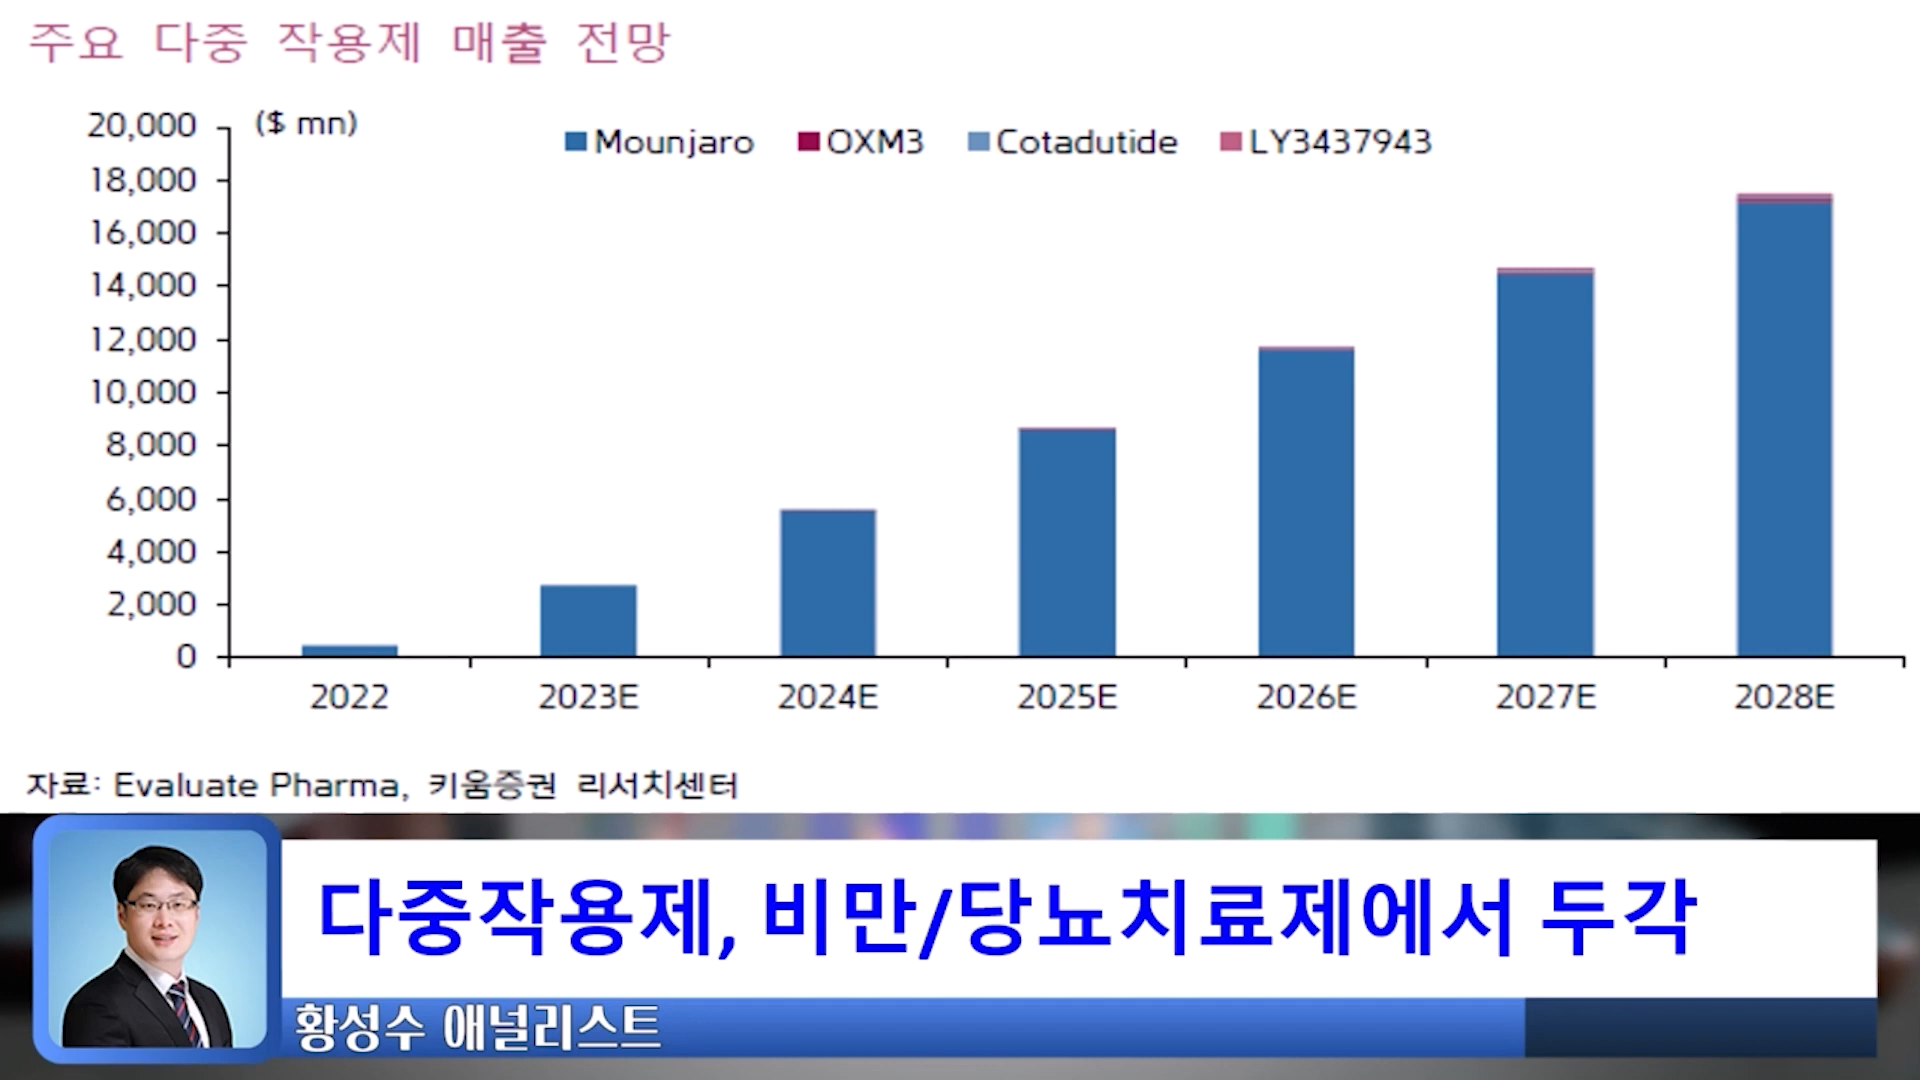 주요 다중 작용제 매출 전망
($ mn)
Mounjaro OXM3 Cotadutide LY3437943
20,000
18,000
16,000
14,000
12,000
10,000
8,000
6,000
4,000
2,000
0
2022 2023E 2024E 2025E 2026E 2027E 2028E
자료: Evaluate Pharma, 키움증권 리서치센터
다중작용제, 비만/당뇨치료제에서 두각
황성수 애널리스트